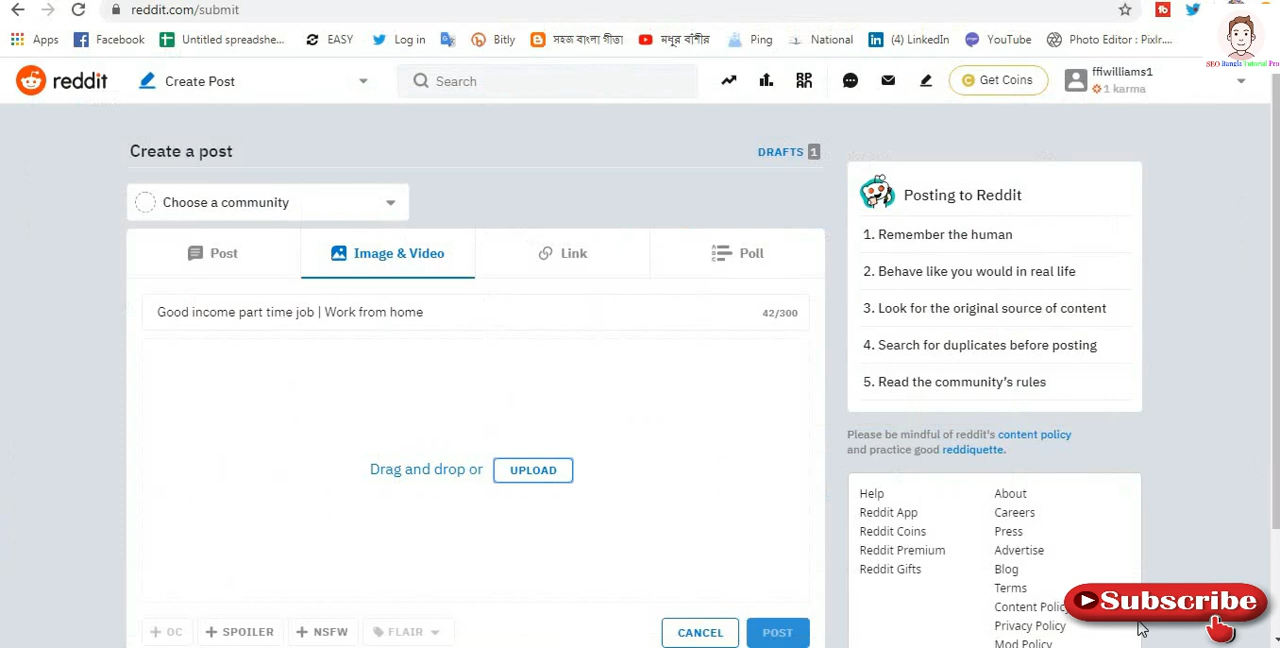 reddit.com/submit
Apps Facebook Untitled spreadshe... EASY Log in Bitly সহজ বাংলা গীতা মধুর বাঁশীর Ping National (4) LinkedIn YouTube Photo Editor : Pixlr....
SEO Bangla Tutorial Pro
reddit Create Post Search Get Coins ffiwilliams1
1 karma
Create a post DRAFTS 1
Choose a community
Post Image & Video Link Poll
Good income part time job | Work from home 42/300
Drag and drop or UPLOAD
+ OC + SPOILER + NSFW FLAIR CANCEL POST
Posting to Reddit
1. Remember the human
2. Behave like you would in real life
3. Look for the original source of content
4. Search for duplicates before posting
5. Read the community's rules
Please be mindful of reddit's content policy
and practice good reddiquette.
Help About
Reddit App Careers
Reddit Coins Press
Reddit Premium Advertise
Reddit Gifts Blog
Terms
Content Policy
Privacy Policy
Mod Policy
Subscribe